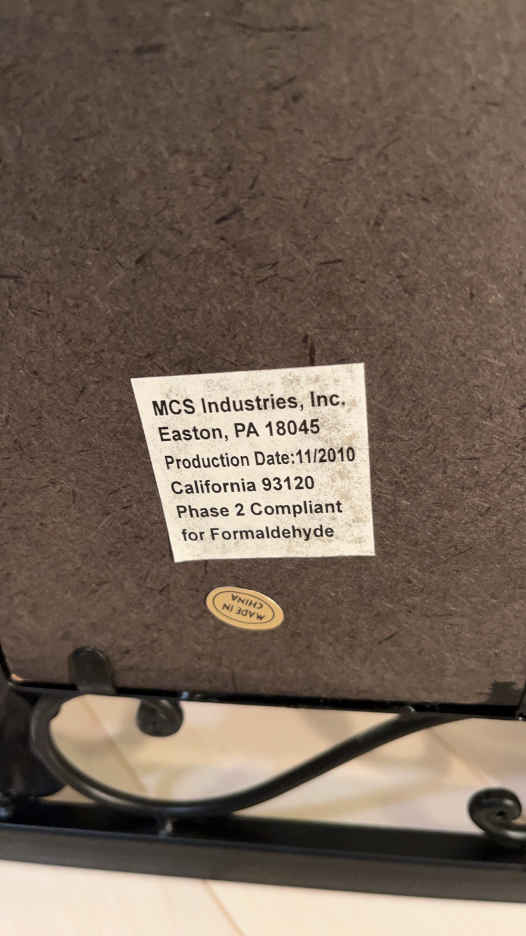 MCS Industries, Inc.
Easton, PA 18045
Production Date:11/2010
California 93120
Phase 2 Compliant
for Formaldehyde
MADE IN
CHINA